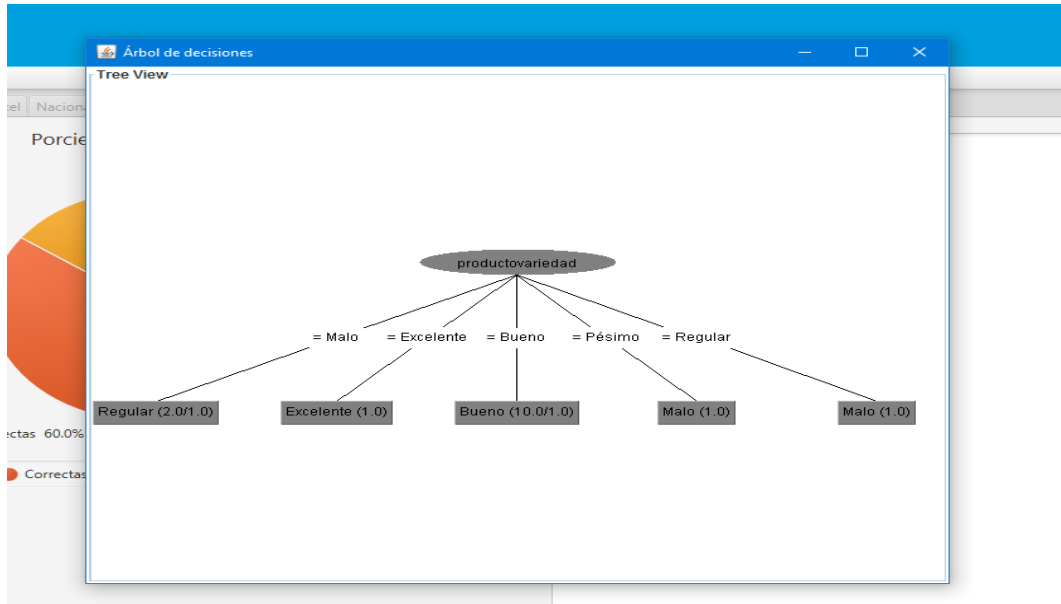 Árbol de decisiones
Tree View
Porcie
productovariedad
= Malo = Excelente = Bueno = Pésimo = Regular
Regular (2.0/1.0) Excelente (1.0) Bueno (10.0/1.0) Malo (1.0) Malo (1.0)
ectas 60.0%
Correctas